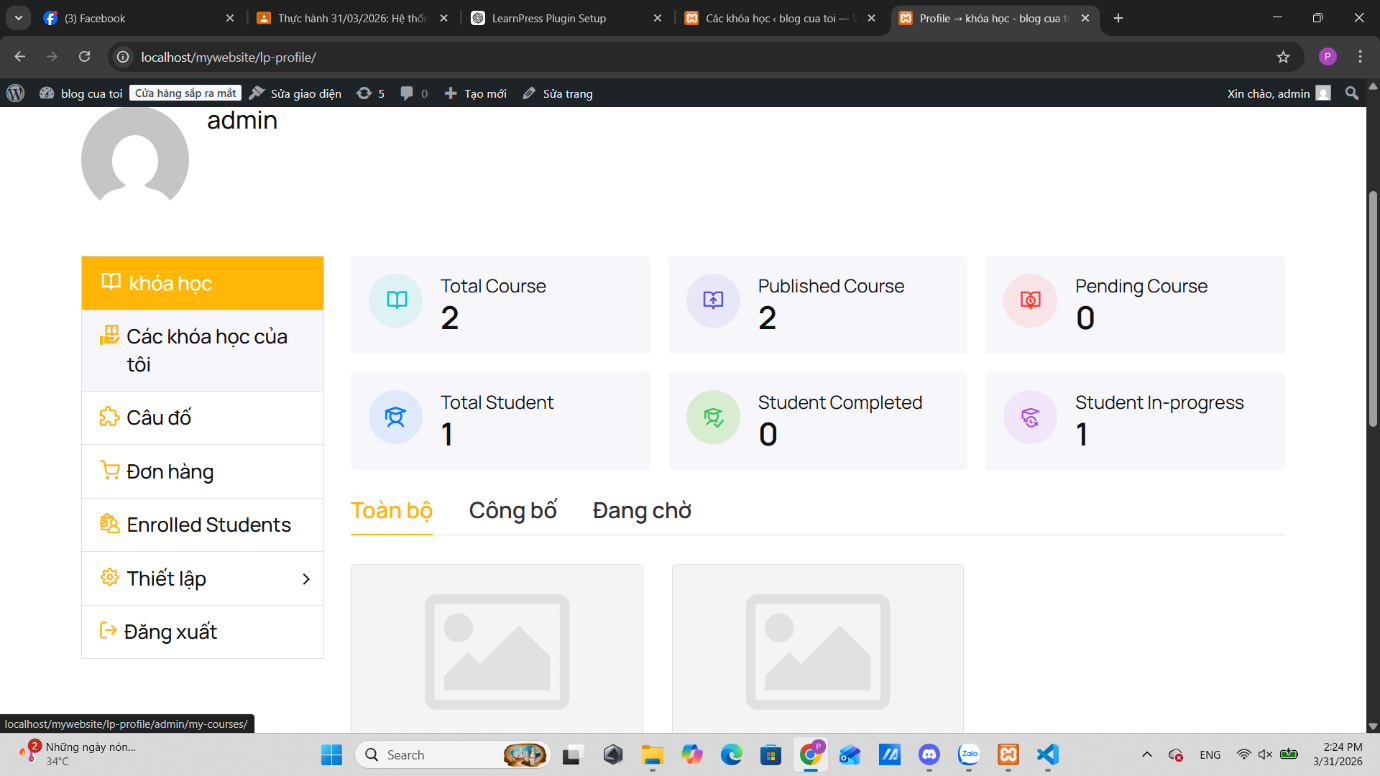 (3) Facebook
Thực hành 31/03/2026: Hệ thốn
LearnPress Plugin Setup
Các khóa học ‹ blog cua toi —
Profile → khóa học - blog cua to
localhost/mywebsite/lp-profile/
P
blog cua toi
Cửa hàng sắp ra mắt
Sửa giao diện
5
0
Tạo mới
Sửa trang
Xin chào, admin
admin
khóa học
Các khóa học của
tôi
Câu đố
Đơn hàng
Enrolled Students
Thiết lập
Đăng xuất
Total Course
2
Published Course
2
Pending Course
0
Total Student
1
Student Completed
0
Student In-progress
1
Toàn bộ
Công bố
Đang chờ
localhost/mywebsite/lp-profile/admin/my-courses/
2
Những ngày nón...
34°C
Search
P
Zalo
ENG
2:24 PM
3/31/2026